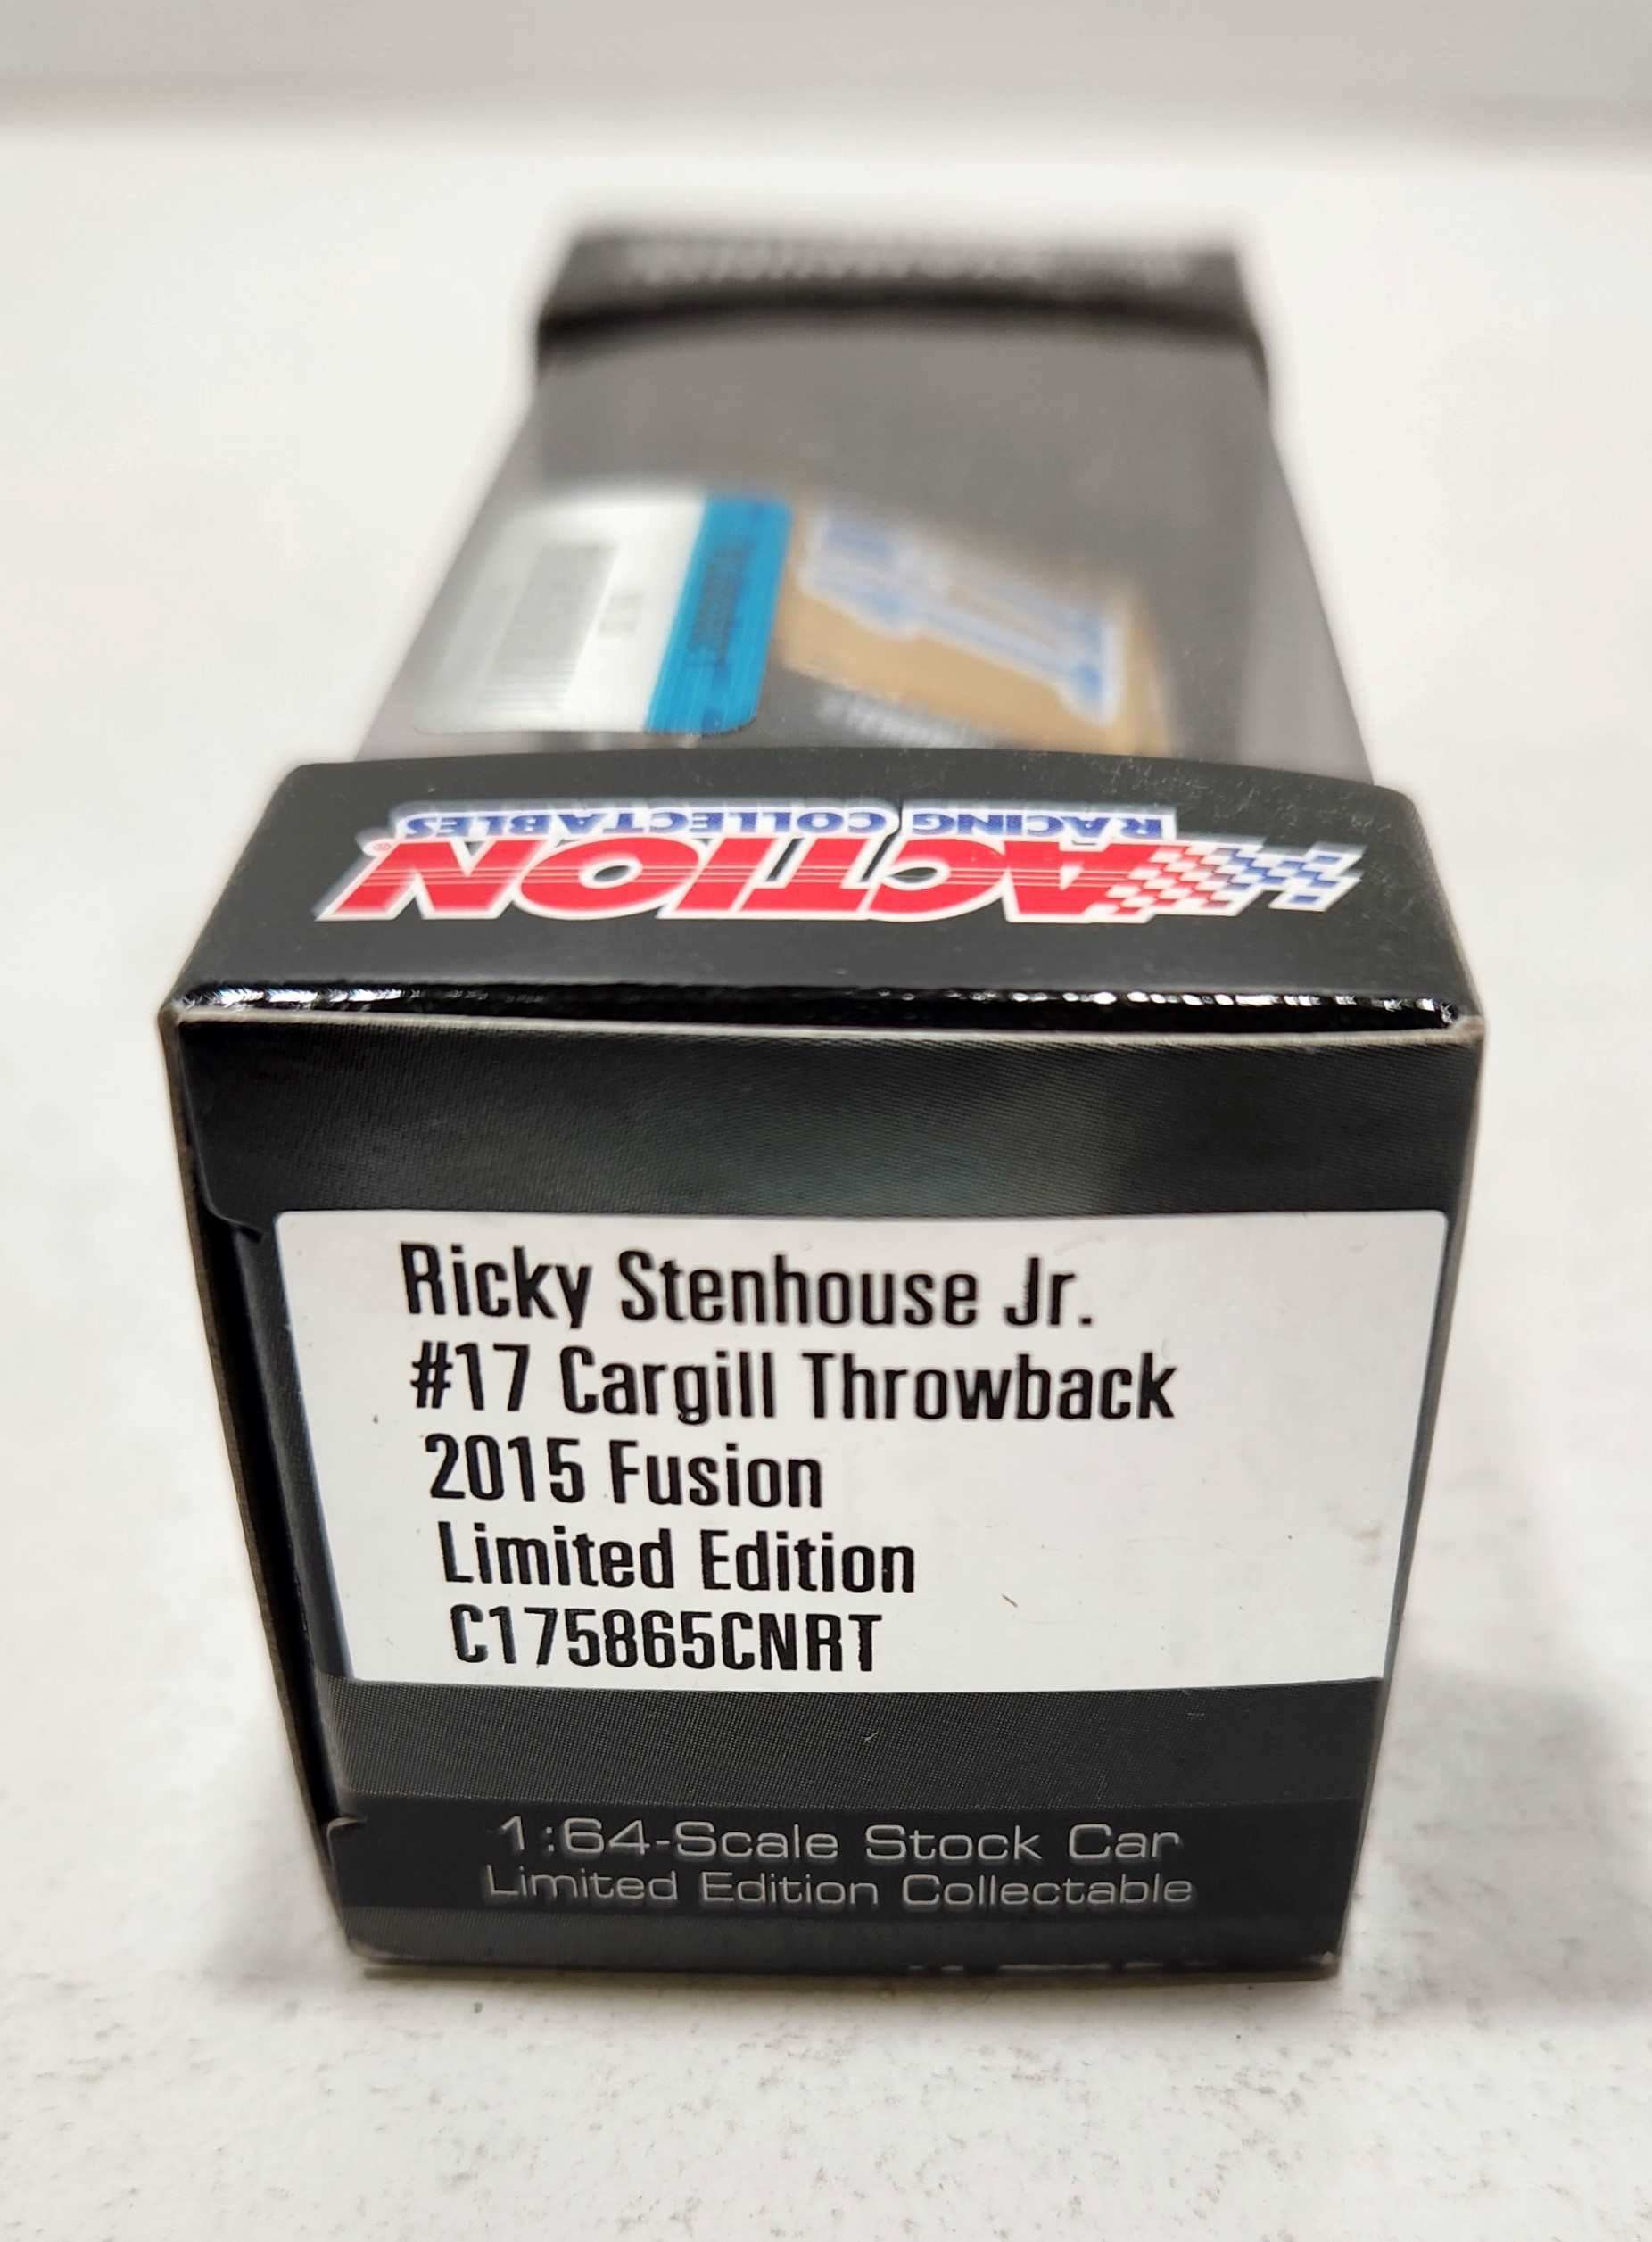 RACING COLLECTABLES
ACTION®
Ricky Stenhouse Jr.
#17 Cargill Throwback
2015 Fusion
Limited Edition
C175865CNRT
1:64-Scale Stock Car
Limited Edition Collectable